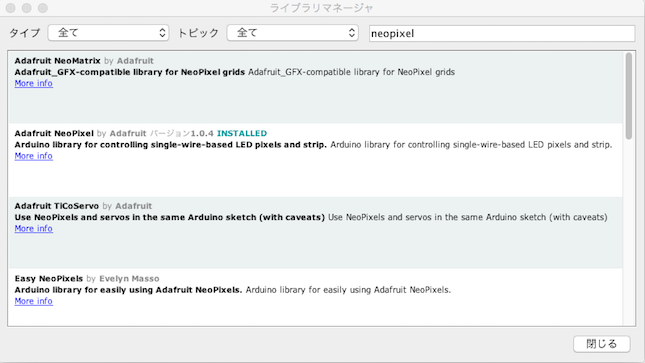 ライブラリマネージャ
タイプ 全て トピック 全て neopixel
Adafruit NeoMatrix by Adafruit
Adafruit_GFX-compatible library for NeoPixel grids Adafruit_GFX-compatible library for NeoPixel grids
More info
Adafruit NeoPixel by Adafruit バージョン1.0.4 INSTALLED
Arduino library for controlling single-wire-based LED pixels and strip. Arduino library for controlling single-wire-based LED pixels and strip.
More info
Adafruit TiCoServo by Adafruit
Use NeoPixels and servos in the same Arduino sketch (with caveats) Use NeoPixels and servos in the same Arduino sketch (with caveats)
More info
Easy NeoPixels by Evelyn Masso
Arduino library for easily using Adafruit NeoPixels. Arduino library for easily using Adafruit NeoPixels.
More info
閉じる